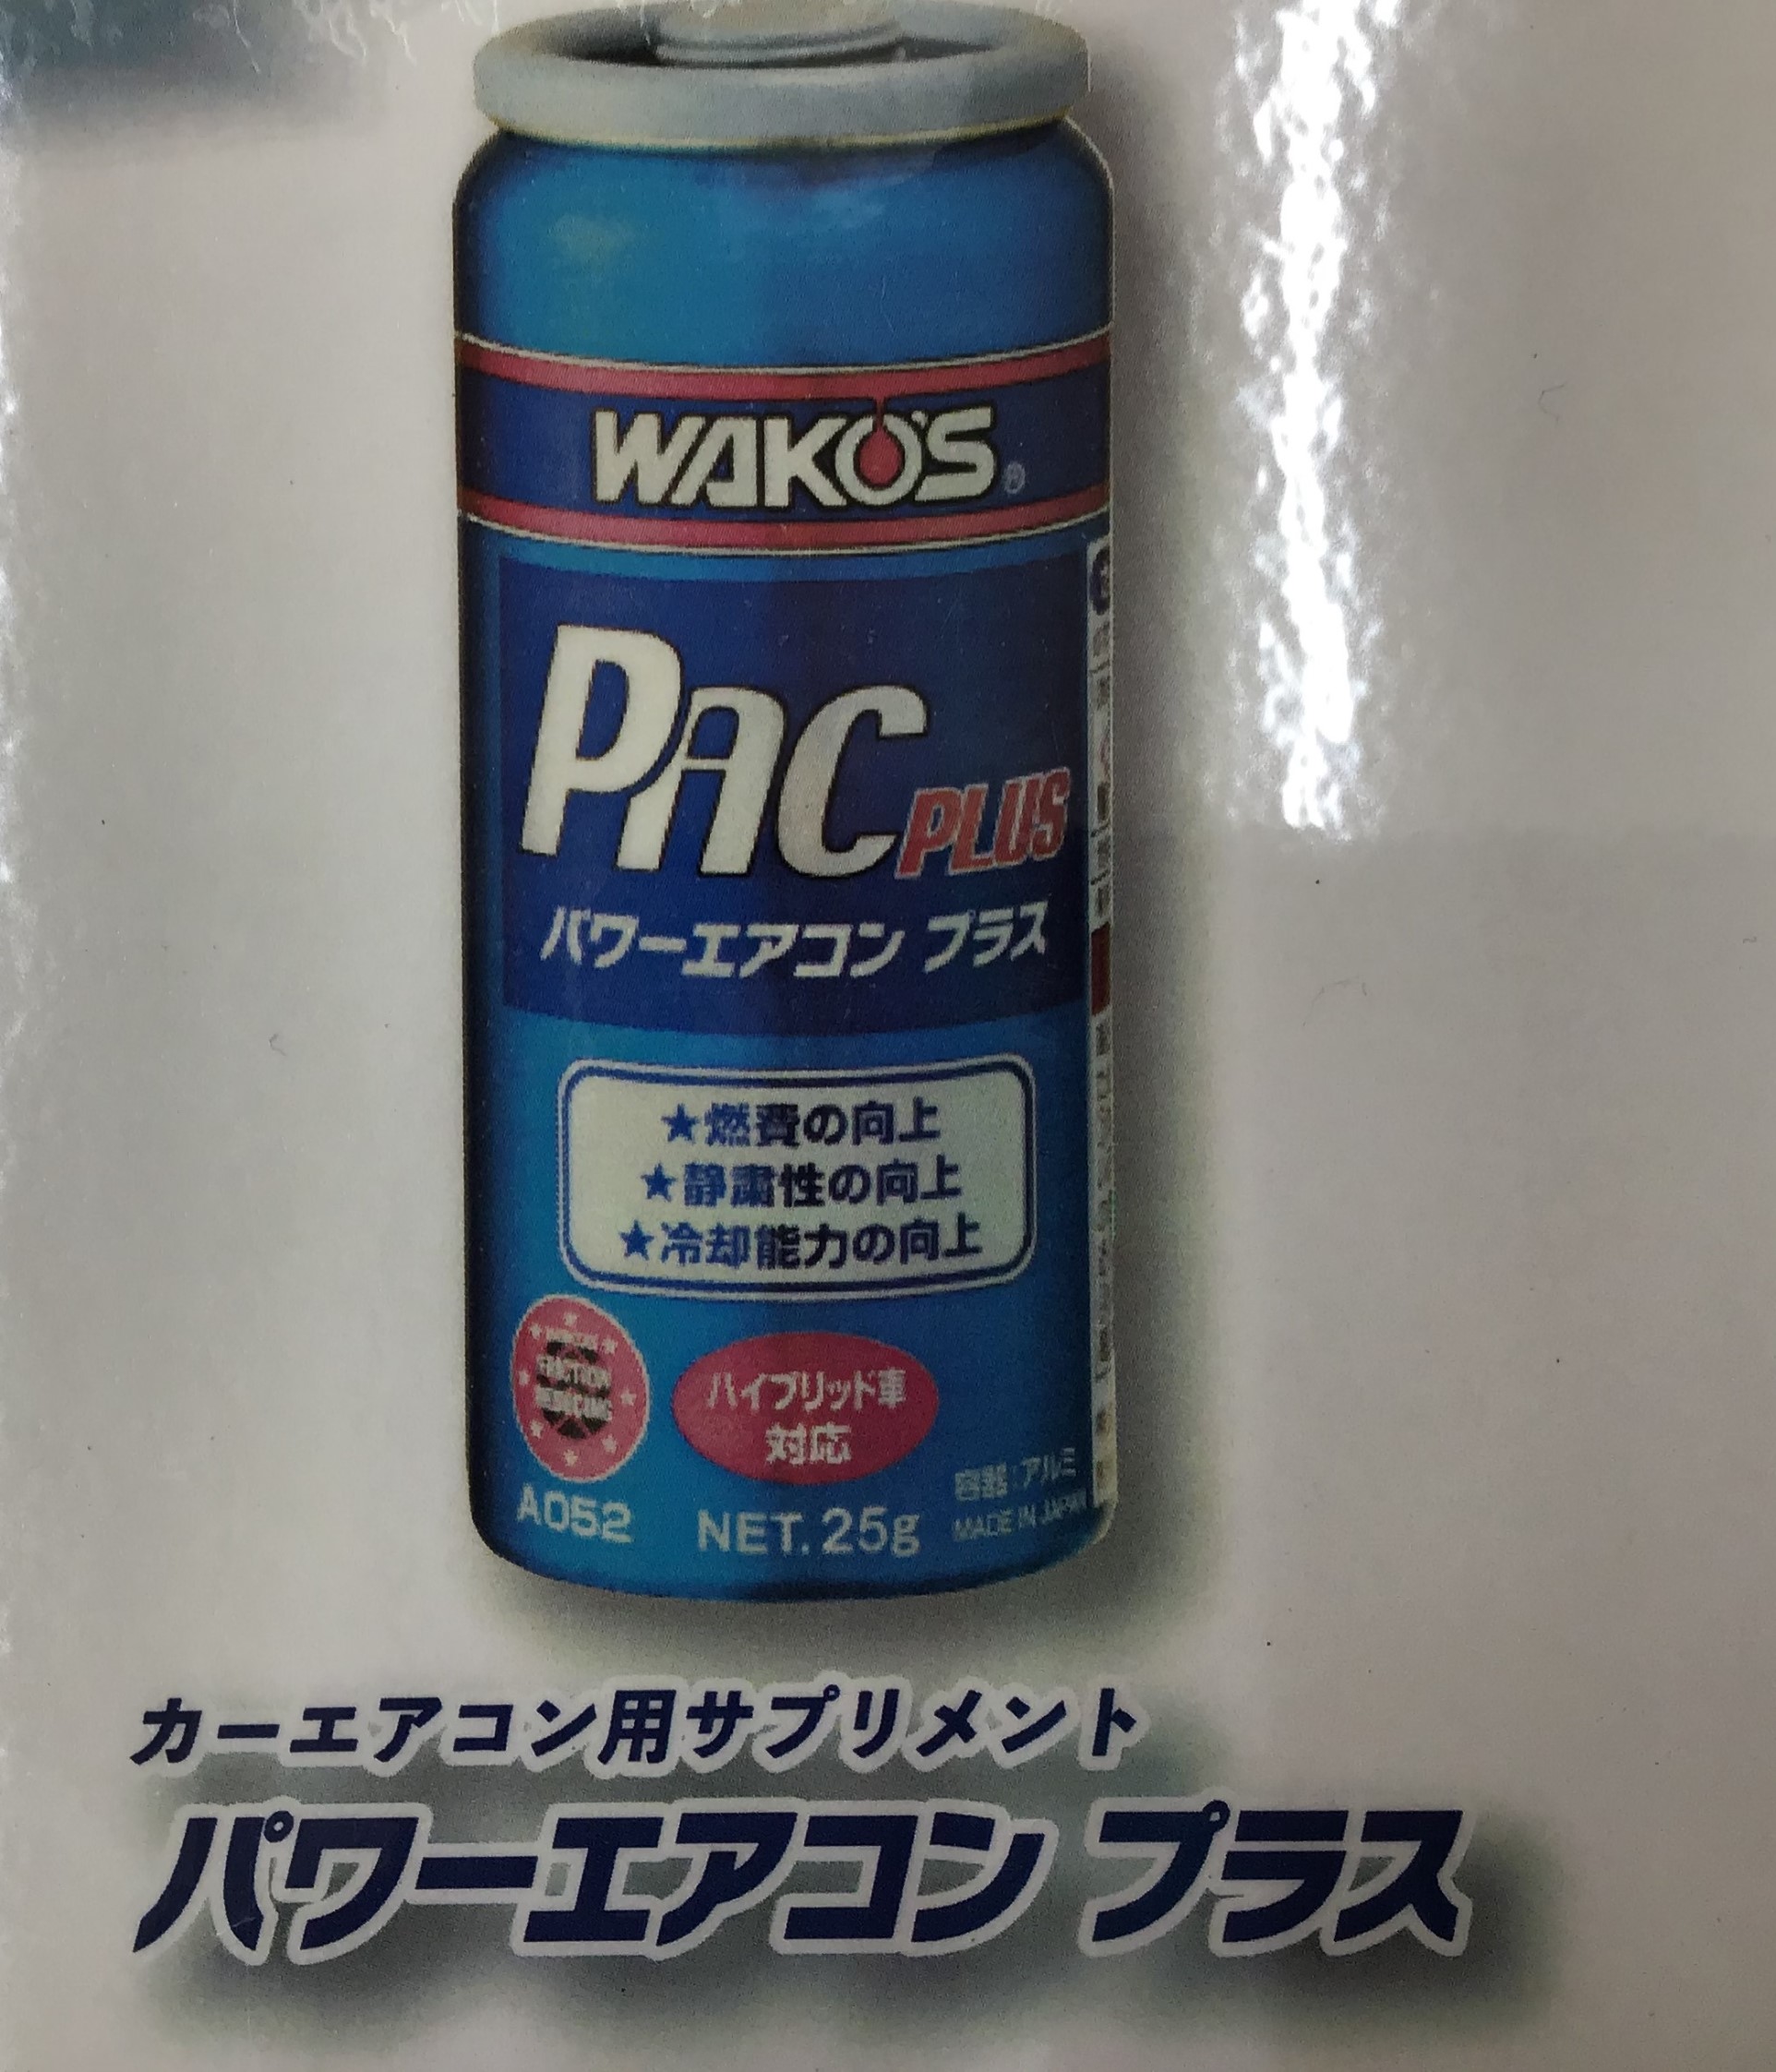 WAKO'S®
PAC PLUS
パワーエアコン プラス
★燃費の向上
★静粛性の向上
★冷却能力の向上
FRICTION
REDUCING
ハイブリッド車
対応
容器:アルミ
A052
NET. 25g
MADE IN JAPAN
カーエアコン用サプリメント
パワーエアコン プラス